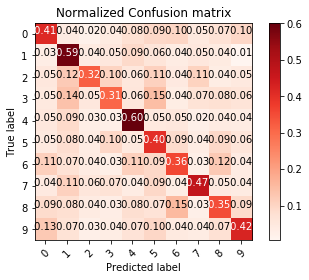 Normalized Confusion matrix
0 0.41 0.04 0.02 0.04 0.08 0.09 0.10 0.05 0.07 0.10
1 0.03 0.59 0.04 0.05 0.09 0.06 0.04 0.05 0.04 0.01
2 0.05 0.12 0.32 0.10 0.06 0.11 0.04 0.11 0.04 0.05
3 0.05 0.14 0.05 0.31 0.04 0.15 0.04 0.07 0.08 0.06
4 0.05 0.09 0.03 0.03 0.60 0.05 0.05 0.02 0.04 0.04
5 0.05 0.08 0.04 0.10 0.05 0.40 0.09 0.04 0.09 0.06
6 0.11 0.07 0.04 0.03 0.11 0.09 0.36 0.03 0.12 0.04
7 0.04 0.11 0.06 0.07 0.04 0.09 0.04 0.47 0.05 0.04
8 0.09 0.08 0.04 0.03 0.08 0.07 0.15 0.03 0.35 0.09
9 0.13 0.07 0.03 0.04 0.07 0.10 0.04 0.04 0.09 0.42
0 1 2 3 4 5 6 7 8 9
True label
Predicted label
0.6
0.5
0.4
0.3
0.2
0.1